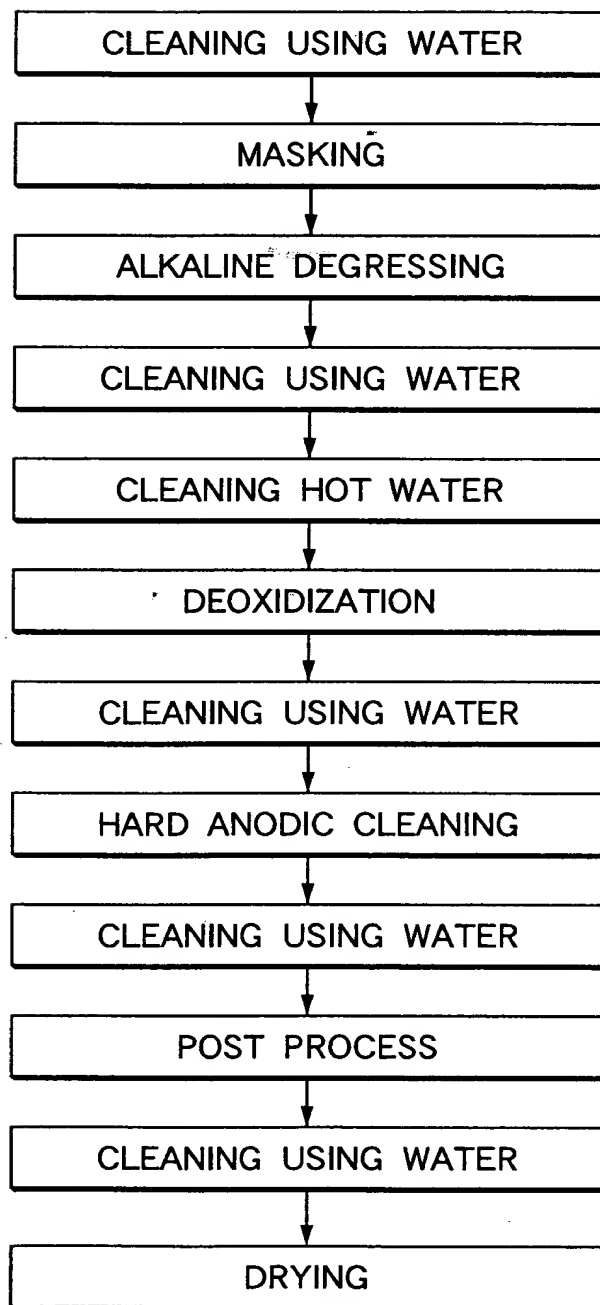 CLEANING USING WATER
MASKING
ALKALINE DEGRESSING
CLEANING USING WATER
CLEANING HOT WATER
DEOXIDIZATION
CLEANING USING WATER
HARD ANODIC CLEANING
CLEANING USING WATER
POST PROCESS
CLEANING USING WATER
DRYING